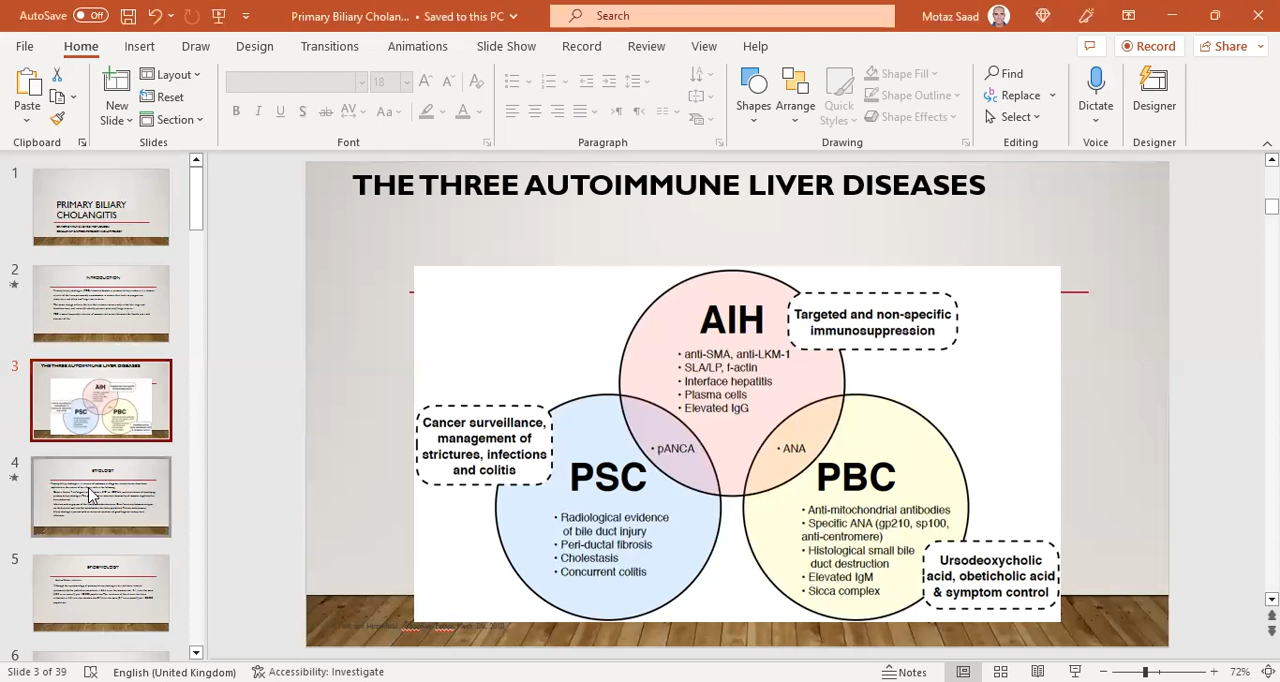 AutoSave Off Primary Biliary Cholan... • Saved to this PC Search Motaz Saad
File Home Insert Draw Design Transitions Animations Slide Show Record Review View Help Record Share
Paste New Slide Layout Reset Section 18 Shapes Arrange Quick Styles Shape Fill Shape Outline Shape Effects Find Replace Select Dictate Designer
Clipboard Slides Font Paragraph Drawing Editing Voice Designer
1
PRIMARY BILIARY
CHOLANGITIS
2
INTRODUCTION
3
THE THREE AUTOIMMUNE LIVER DISEASES
AIH
PSC PBC
4
ETIOLOGY
5
EPIDEMIOLOGY
6
THE THREE AUTOIMMUNE LIVER DISEASES
AIH
• anti-SMA, anti-LKM-1
• SLA/LP, f-actin
• Interface hepatitis
• Plasma cells
• Elevated IgG
Targeted and non-specific
immunosuppression
Cancer surveillance,
management of
strictures, infections
and colitis
• pANCA
• ANA
PSC
• Radiological evidence
of bile duct injury
• Peri-ductal fibrosis
• Cholestasis
• Concurrent colitis
PBC
• Anti-mitochondrial antibodies
• Specific ANA (gp210, sp100,
anti-centromere)
• Histological small bile
duct destruction
• Elevated IgM
• Sicca complex
Ursodeoxycholic
acid, obeticholic acid
& symptom control
Slide 3 of 39 English (United Kingdom) Accessibility: Investigate Notes 72%